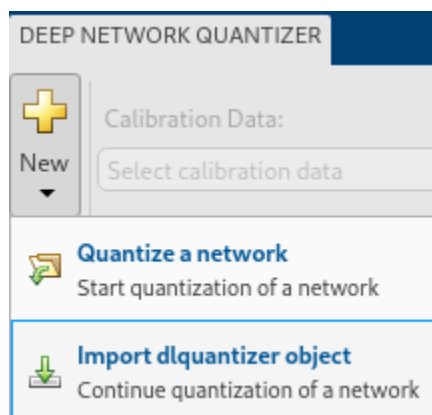 DEEP NETWORK QUANTIZER
New
Calibration Data:
Select calibration data
Quantize a network
Start quantization of a network
Import dlquantizer object
Continue quantization of a network